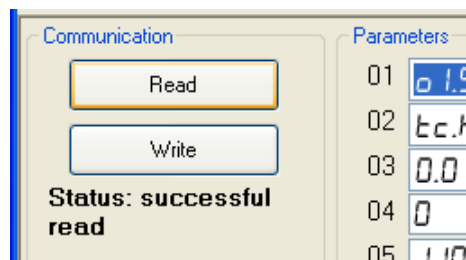 Communication
Read
Write
Status: successful
read
Parameters
01
02
03 0.0
04 0
05